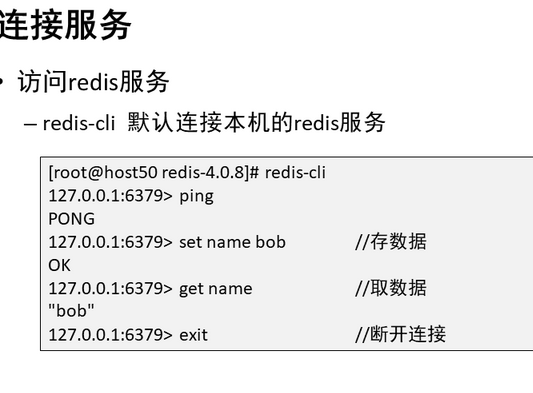 连接服务
• 访问redis服务
– redis-cli 默认连接本机的redis服务
[root@host50 redis-4.0.8]# redis-cli
127.0.0.1:6379> ping
PONG
127.0.0.1:6379> set name bob //存数据
OK
127.0.0.1:6379> get name //取数据
"bob"
127.0.0.1:6379> exit //断开连接